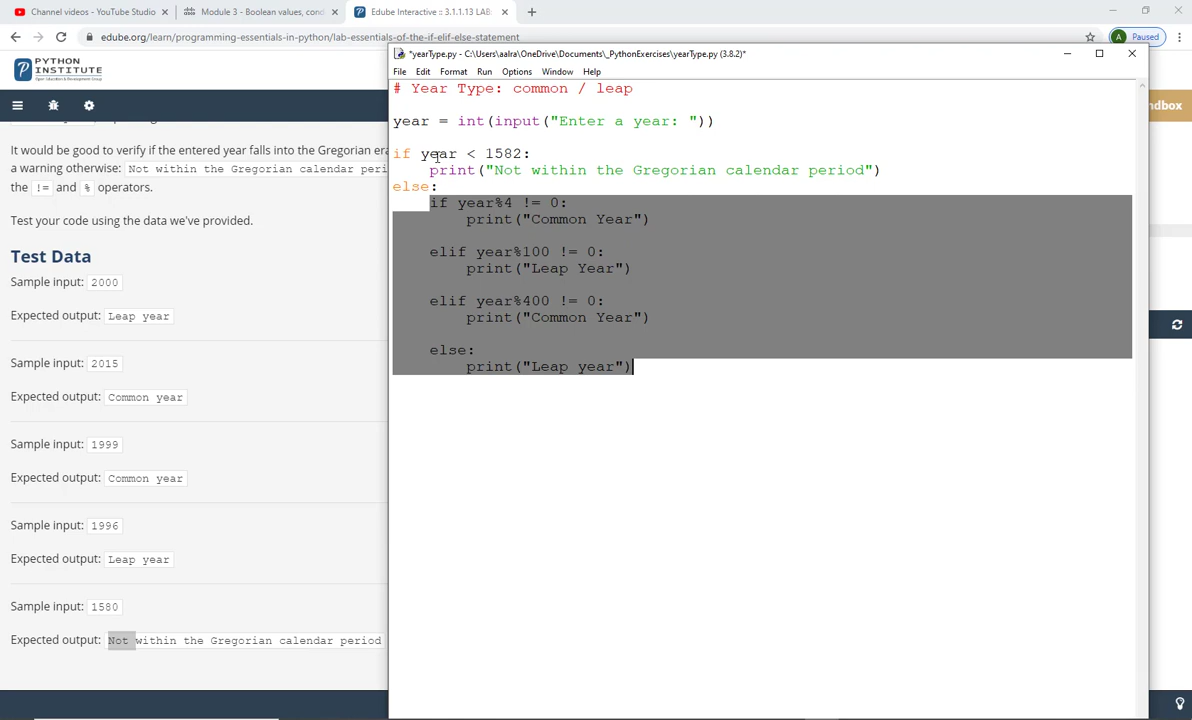 Channel videos - YouTube Studio
Module 3 - Boolean values, cond
Edube Interactive :: 3.1.1.13 LAB:
edube.org/learn/programming-essentials-in-python/lab-essentials-of-the-if-elif-else-statement
A
Paused
PYTHON
INSTITUTE
Open Education & Development Group
ndbox
It would be good to verify if the entered year falls into the Gregorian era
a warning otherwise: Not within the Gregorian calendar peri
the != and % operators.
Test your code using the data we've provided.
Test Data
Sample input: 2000
Expected output: Leap year
Sample input: 2015
Expected output: Common year
Sample input: 1999
Expected output: Common year
Sample input: 1996
Expected output: Leap year
Sample input: 1580
Expected output: Not within the Gregorian calendar period
*yearType.py - C:\Users\aalra\OneDrive\Documents\_PythonExercises\yearType.py (3.8.2)*
File Edit Format Run Options Window Help
# Year Type: common / leap
year = int(input("Enter a year: "))
if year < 1582:
print("Not within the Gregorian calendar period")
else:
if year%4 != 0:
print("Common Year")
elif year%100 != 0:
print("Leap Year")
elif year%400 != 0:
print("Common Year")
else:
print("Leap year")